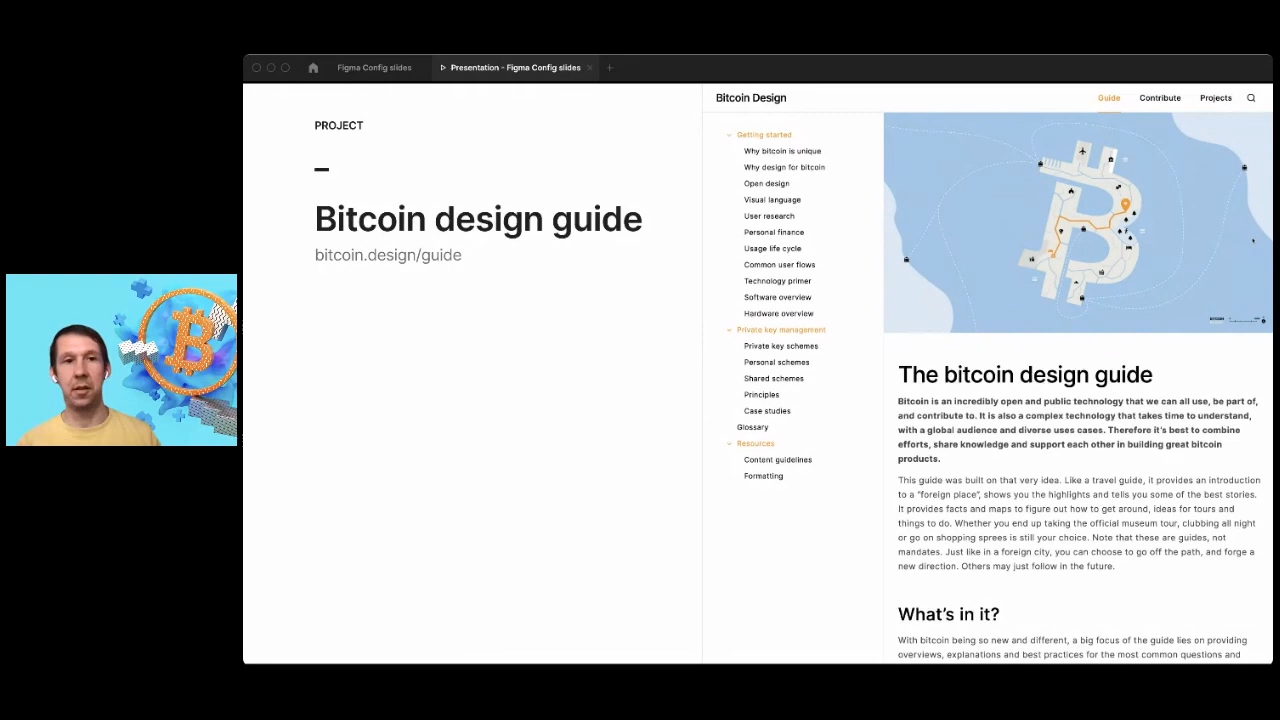 Figma Config slides
Presentation - Figma Config slides
PROJECT
Bitcoin design guide
bitcoin.design/guide
Bitcoin Design
Guide
Contribute
Projects
Getting started
Why bitcoin is unique
Why design for bitcoin
Open design
Visual language
User research
Personal finance
Usage life cycle
Common user flows
Technology primer
Software overview
Hardware overview
Private key management
Private key schemes
Personal schemes
Shared schemes
Principles
Case studies
Glossary
Resources
Content guidelines
Formatting
The bitcoin design guide
Bitcoin is an incredibly open and public technology that we can all use, be part of,
and contribute to. It is also a complex technology that takes time to understand,
with a global audience and diverse uses cases. Therefore it's best to combine
efforts, share knowledge and support each other in building great bitcoin
products.
This guide was built on that very idea. Like a travel guide, it provides an introduction
to a "foreign place", shows you the highlights and tells you some of the best stories.
It provides facts and maps to figure out how to get around, ideas for tours and
things to do. Whether you end up taking the official museum tour, clubbing all night
or go on shopping sprees is still your choice. Note that these are guides, not
mandates. Just like in a foreign city, you can choose to go off the path, and forge a
new direction. Others may just follow in the future.
What's in it?
With bitcoin being so new and different, a big focus of the guide lies on providing
overviews, explanations and best practices for the most common questions and